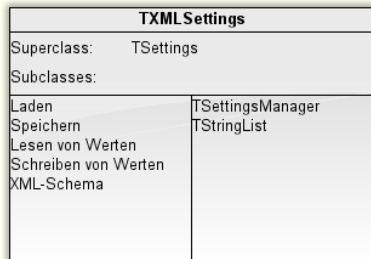 TXMLSettings
Superclass: TSettings
Subclasses:
Laden
Speichern
Lesen von Werten
Schreiben von Werten
XML-Schema
TSettingsManager
TStringList